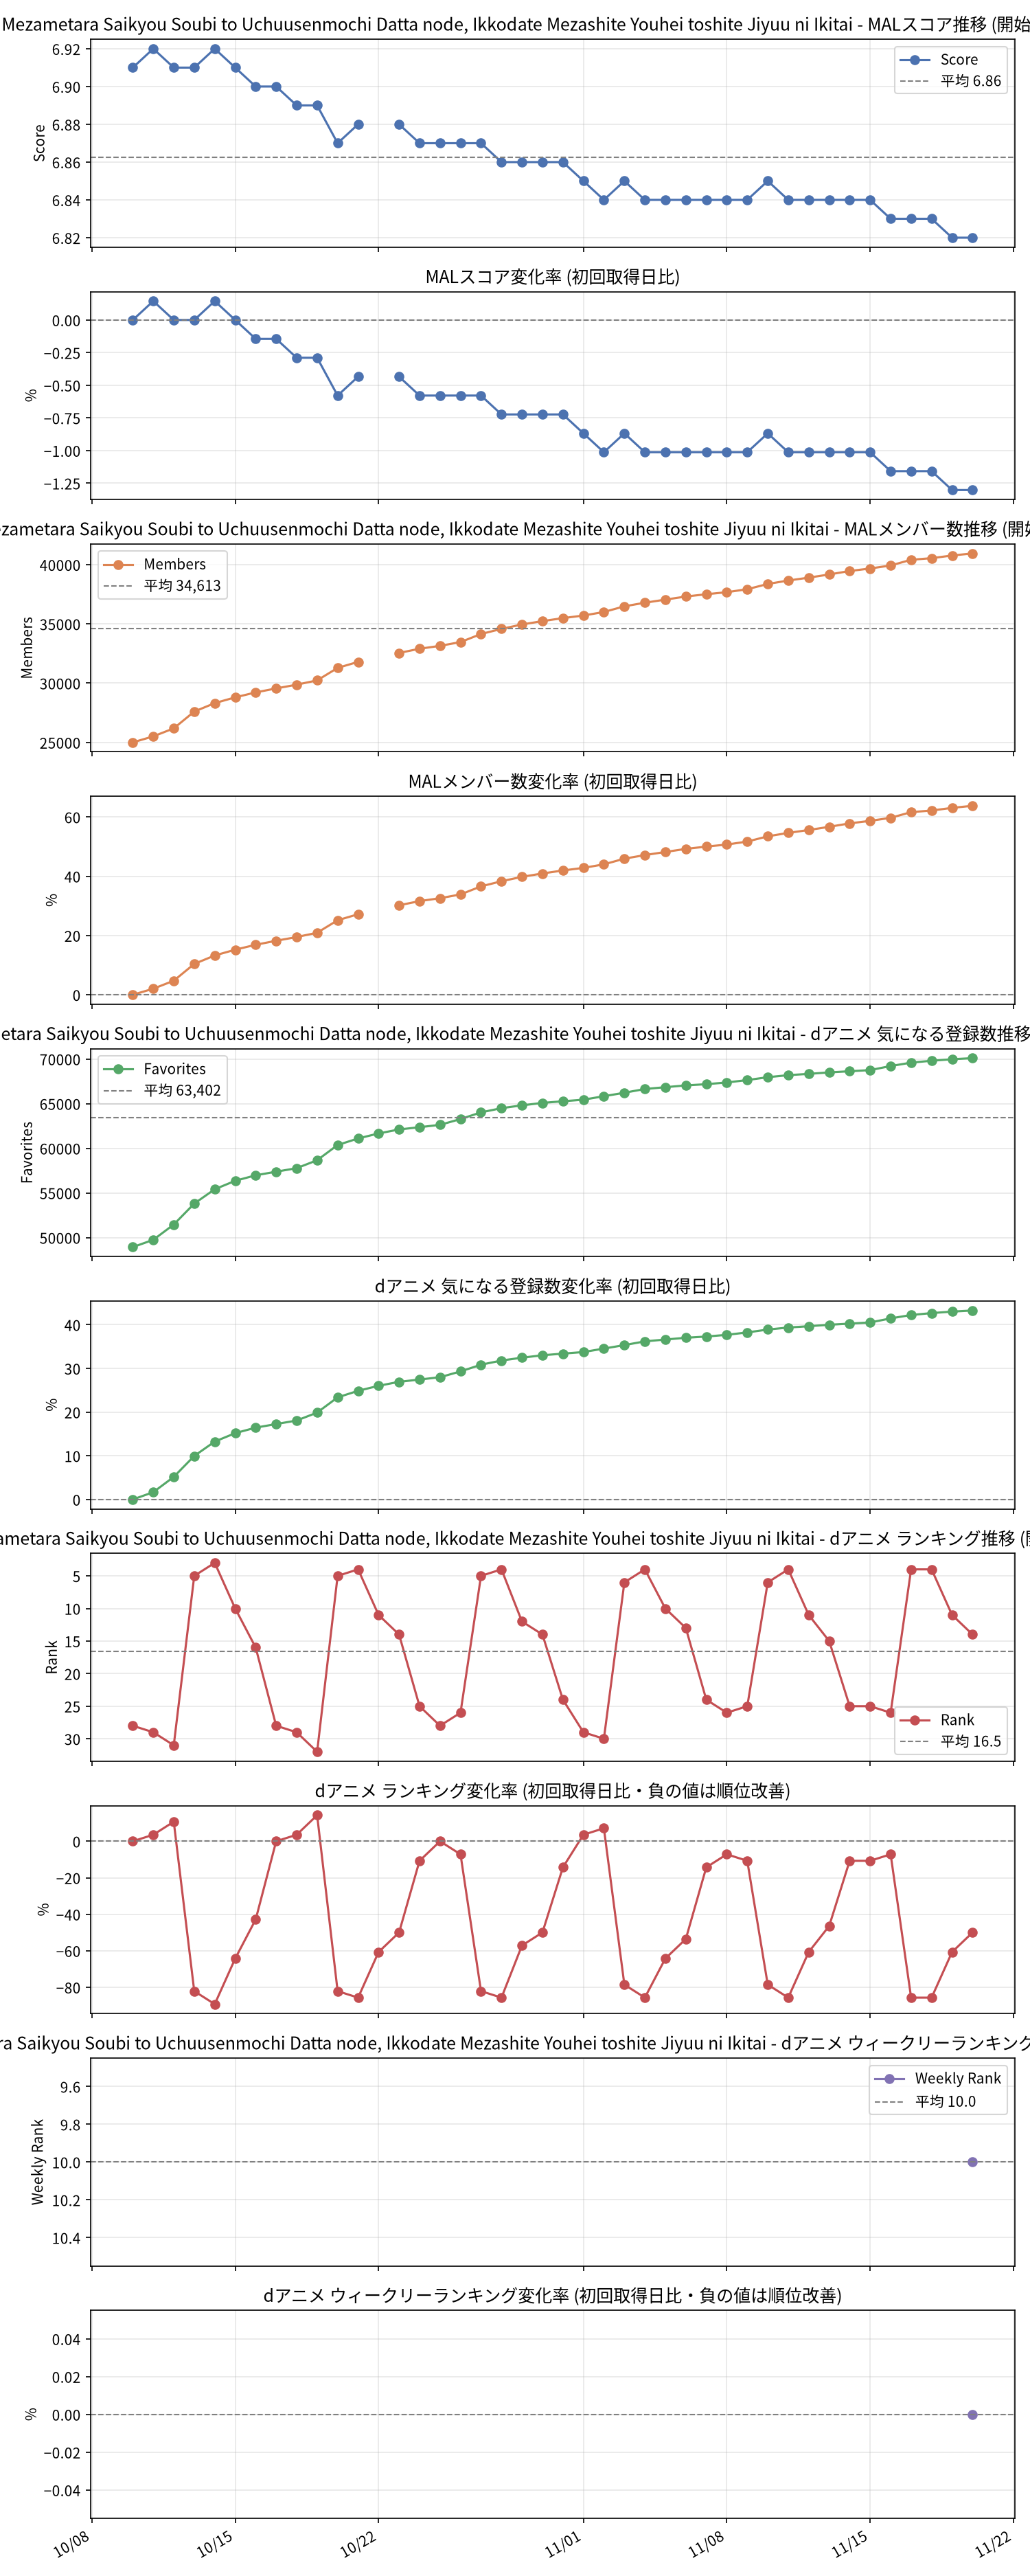 Mezametara Saikyou Soubi to Uchuusenmochi Datta node, Ikkodate Mezashite Youhei toshite Jiyuu ni Ikitai - MALスコア推移 (開始
6.92
6.90
6.88
6.86
6.84
6.82
Score
Score
平均 6.86
MALスコア変化率 (初回取得日比)
0.00
−0.25
−0.50
−0.75
−1.00
−1.25
%
zametara Saikyou Soubi to Uchuusenmochi Datta node, Ikkodate Mezashite Youhei toshite Jiyuu ni Ikitai - MALメンバー数推移 (開始
40000
35000
30000
25000
Members
Members
平均 34,613
MALメンバー数変化率 (初回取得日比)
60
40
20
0
%
etara Saikyou Soubi to Uchuusenmochi Datta node, Ikkodate Mezashite Youhei toshite Jiyuu ni Ikitai - dアニメ 気になる登録数推移
70000
65000
60000
55000
50000
Favorites
Favorites
平均 63,402
dアニメ 気になる登録数変化率 (初回取得日比)
40
30
20
10
0
%
ametara Saikyou Soubi to Uchuusenmochi Datta node, Ikkodate Mezashite Youhei toshite Jiyuu ni Ikitai - dアニメ ランキング推移 (開
5
10
15
20
25
30
Rank
Rank
平均 16.5
dアニメ ランキング変化率 (初回取得日比・負の値は順位改善)
0
−20
−40
−60
−80
%
ra Saikyou Soubi to Uchuusenmochi Datta node, Ikkodate Mezashite Youhei toshite Jiyuu ni Ikitai - dアニメ ウィークリーランキング
9.6
9.8
10.0
10.2
10.4
Weekly Rank
Weekly Rank
平均 10.0
dアニメ ウィークリーランキング変化率 (初回取得日比・負の値は順位改善)
0.04
0.02
0.00
−0.02
−0.04
%
10/08
10/15
10/22
11/01
11/08
11/15
11/22